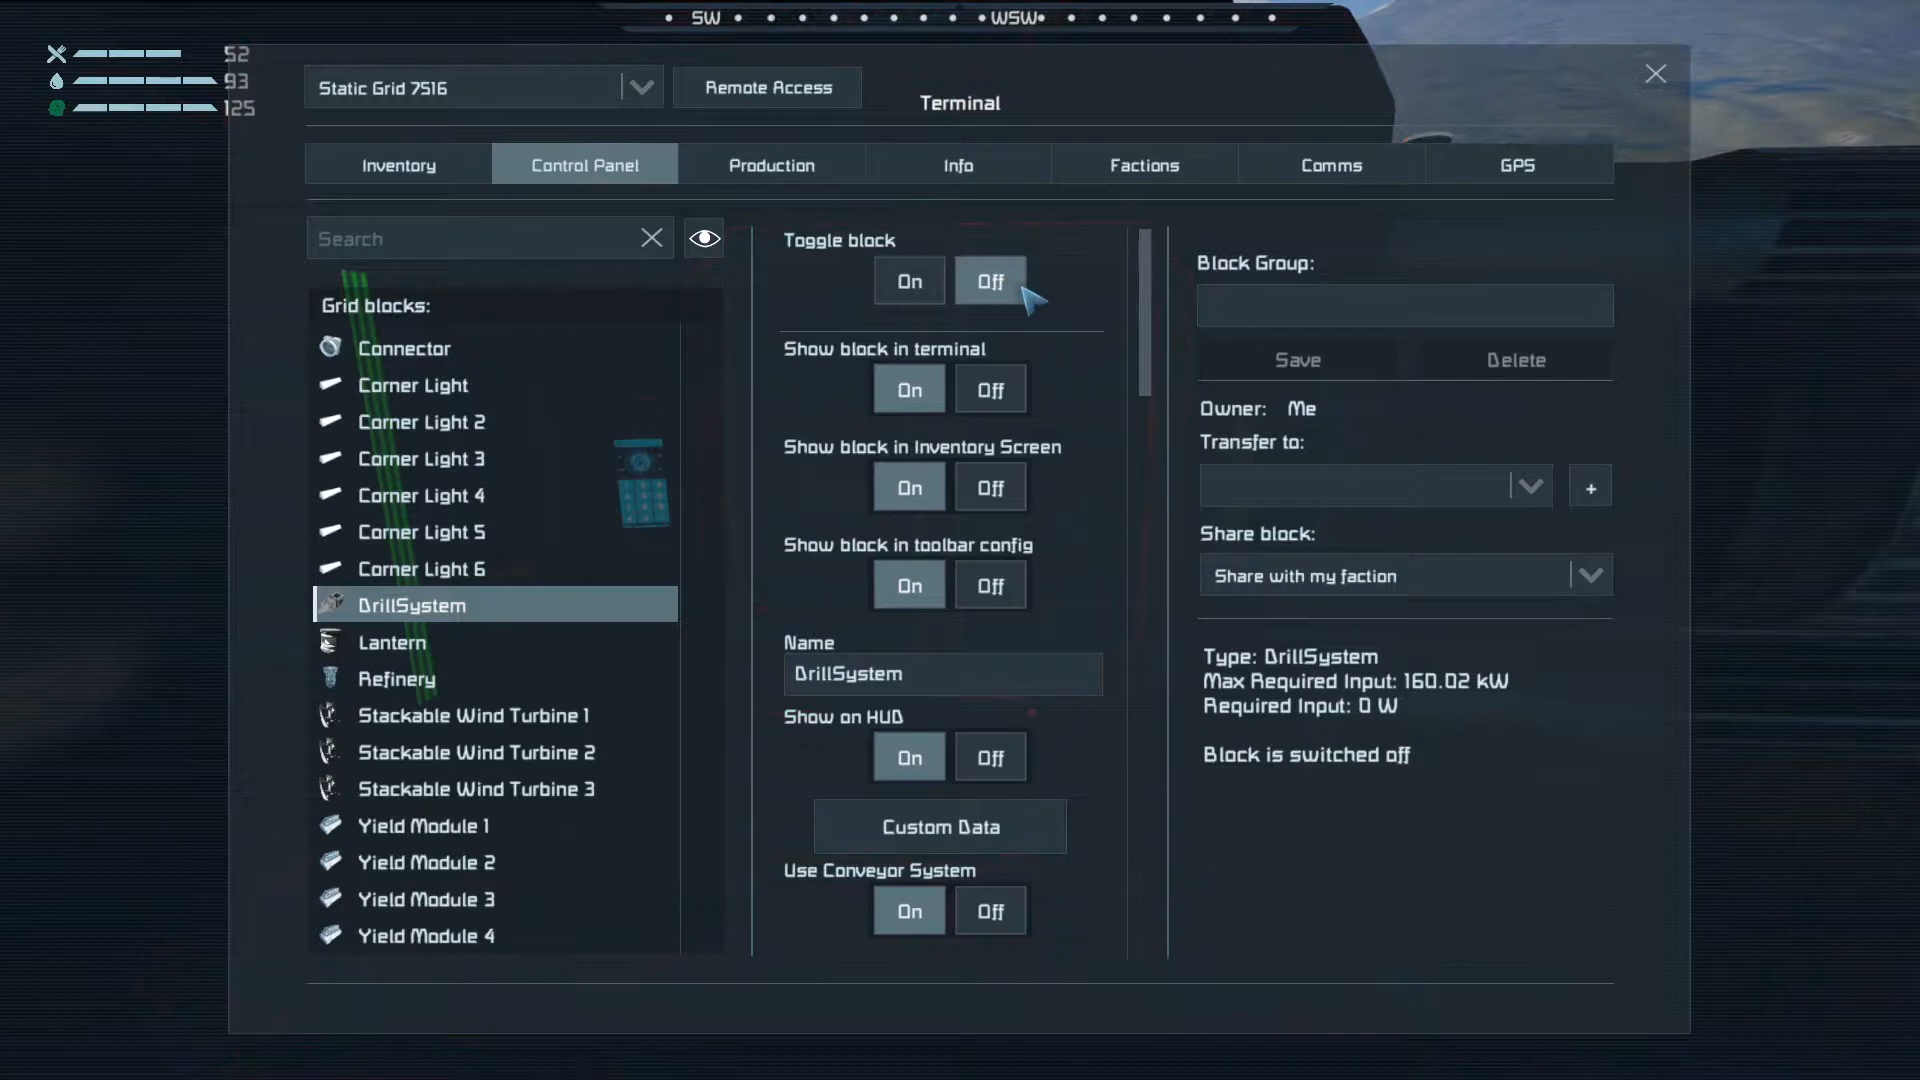 SW
WSW
52
93
125
Static Grid 7516
Remote Access
Terminal
Inventory
Control Panel
Production
Info
Factions
Comms
GPS
Search
Grid blocks:
Connector
Corner Light
Corner Light 2
Corner Light 3
Corner Light 4
Corner Light 5
Corner Light 6
DrillSystem
Lantern
Refinery
Stackable Wind Turbine 1
Stackable Wind Turbine 2
Stackable Wind Turbine 3
Yield Module 1
Yield Module 2
Yield Module 3
Yield Module 4
Toggle block
On Off
Show block in terminal
On Off
Show block in Inventory Screen
On Off
Show block in toolbar config
On Off
Name
DrillSystem
Show on HUD
On Off
Custom Data
Use Conveyor System
On Off
Block Group:
Save Delete
Owner: Me
Transfer to:
+
Share block:
Share with my faction
Type: DrillSystem
Max Required Input: 160.02 kW
Required Input: 0 W
Block is switched off